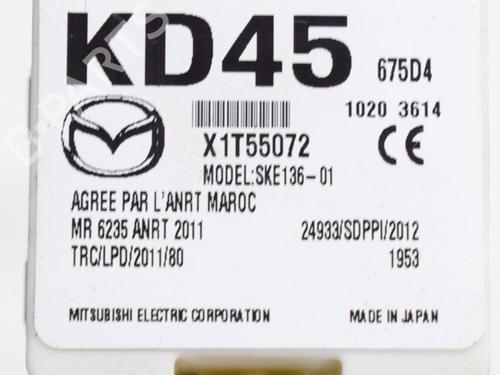 KD45 675D4
1020 3614
X1T55072
MODEL:SKE136-01
AGREE PAR L'ANRT MAROC
MR 6235 ANRT 2011 24933/SDPPI/2012
TRC/LPD/2011/80 1953
MITSUBISHI ELECTRIC CORPORATION MADE IN JAPAN
B-PARTS